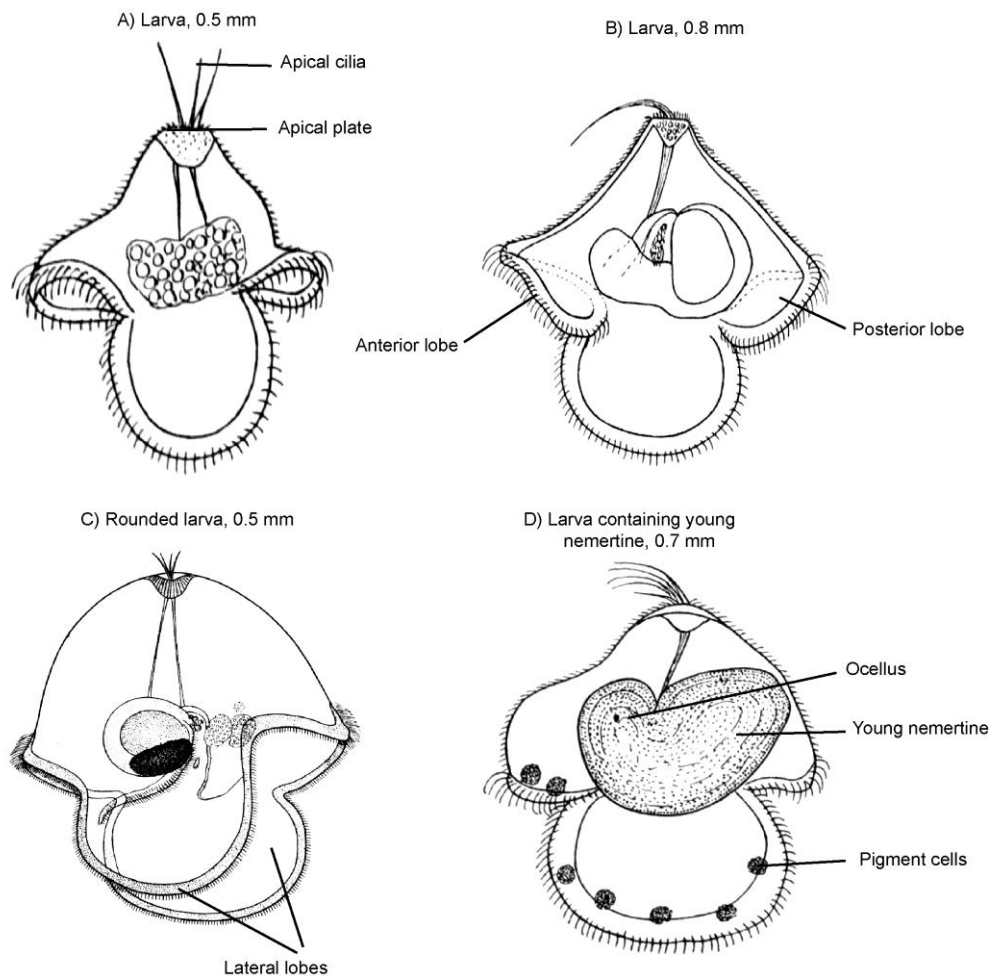 A) Larva, 0.5 mm
Apical cilia
Apical plate
B) Larva, 0.8 mm
Anterior lobe
Posterior lobe
C) Rounded larva, 0.5 mm
Lateral lobes
D) Larva containing young
nemertine, 0.7 mm
Ocellus
Young nemertine
Pigment cells